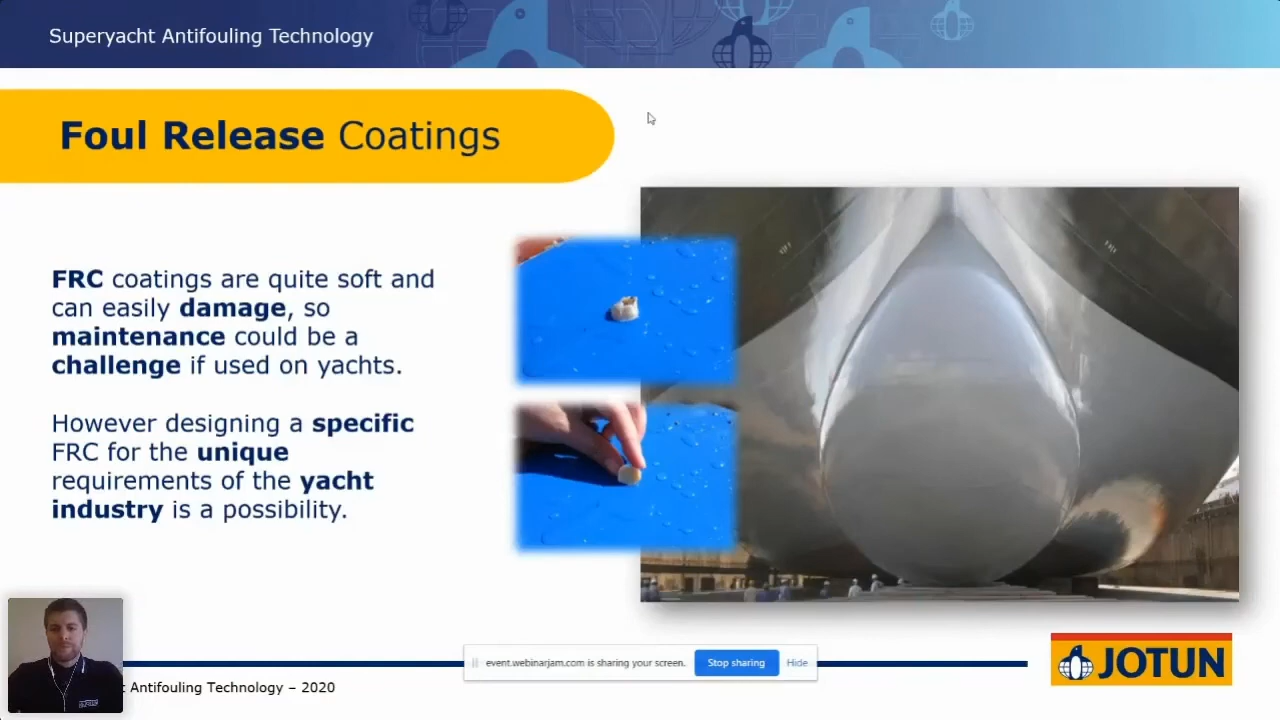 Superyacht Antifouling Technology
Foul Release Coatings
FRC coatings are quite soft and
can easily damage, so
maintenance could be a
challenge if used on yachts.
However designing a specific
FRC for the unique
requirements of the yacht
industry is a possibility.
event.webinarjam.com is sharing your screen.
Stop sharing
Hide
t Antifouling Technology – 2020
JOTUN